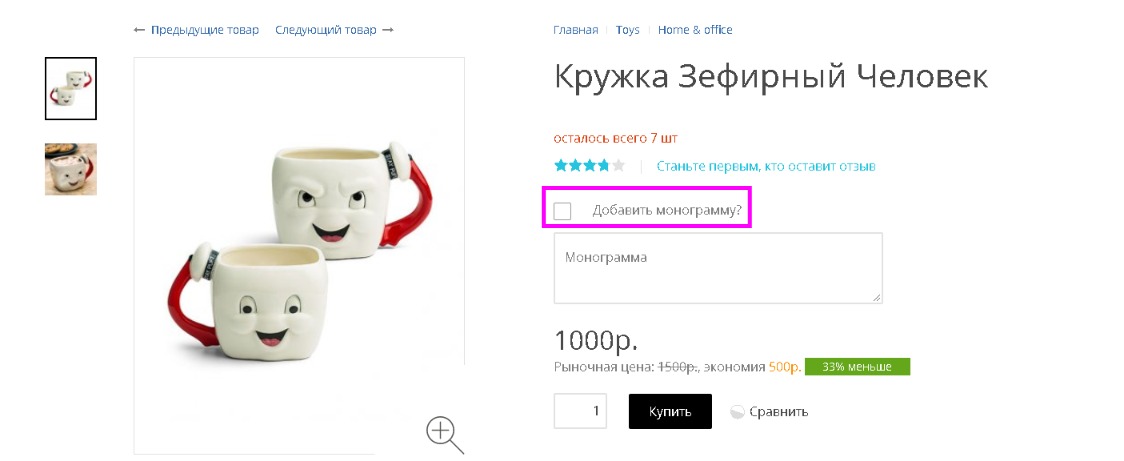 Предыдущие товар Следующий товар
Главная Toys Home & office
Кружка Зефирный Человек
осталось всего 7 шт
Станьте первым, кто оставит отзыв
Добавить монограмму?
Монограмма
1000р.
Рыночная цена: 1500р., экономия 500р. 33% меньше
1 Купить Сравнить